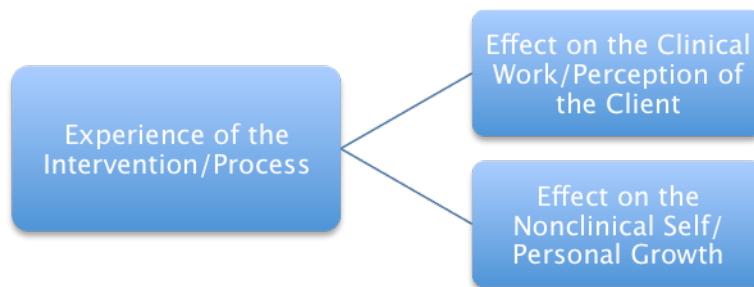 Experience of the
Intervention/Process
Effect on the Clinical
Work/Perception of
the Client
Effect on the
Nonclinical Self/
Personal Growth